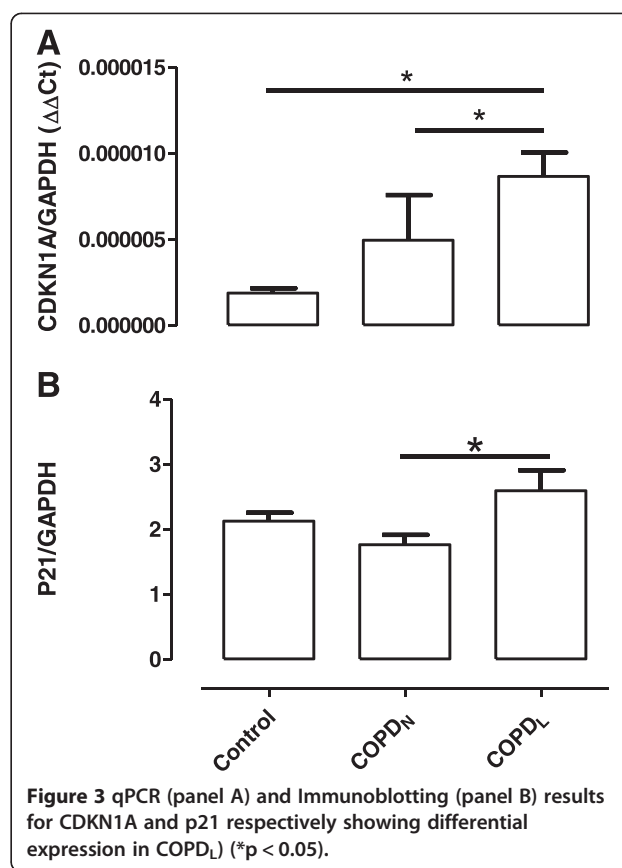 A
CDKN1A/GAPDH (ΔΔCt)
0.000015
0.000010
0.000005
0.000000
*
*
B
P21/GAPDH
4
3
2
1
0
*
Control
COPDN
COPDL
Figure 3 qPCR (panel A) and Immunoblotting (panel B) results
for CDKN1A and p21 respectively showing differential
expression in COPDL) (*p < 0.05).